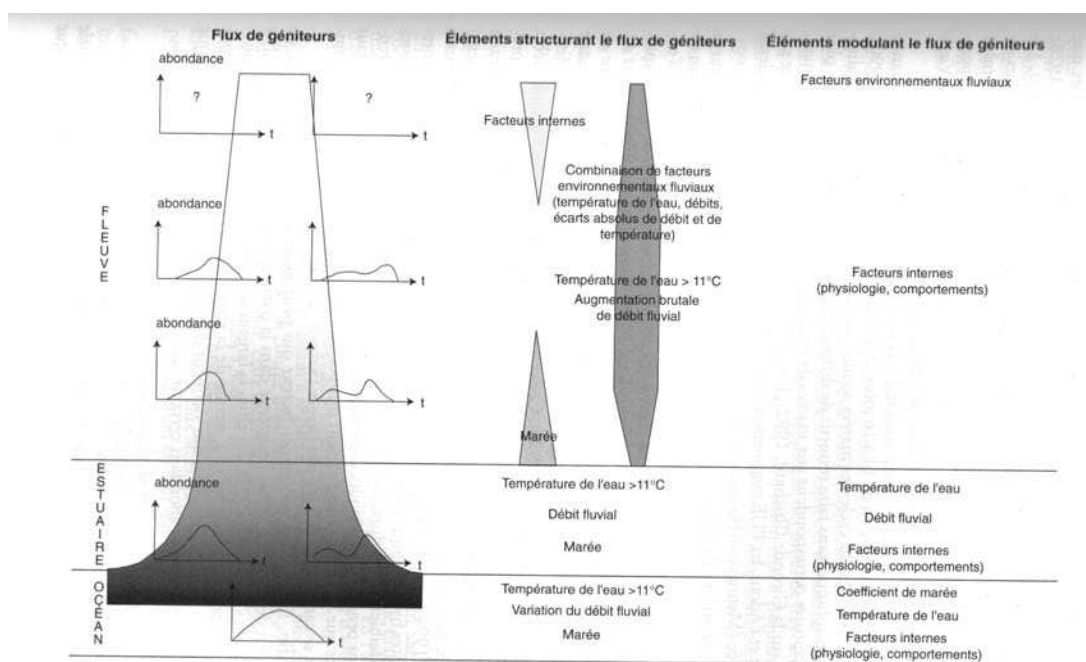 Flux de géniteurs
Éléments structurant le flux de géniteurs
Éléments modulant le flux de géniteurs
abondance
?
t
?
t
Facteurs internes
Facteurs environnementaux fluviaux
Combinaison de facteurs
environnementaux fluviaux
(température de l'eau, débits,
écarts absolus de débit et de
température)
FLEUVE
abondance
t
t
Température de l'eau > 11°C
Augmentation brutale
de débit fluvial
Facteurs internes
(physiologie, comportements)
abondance
t
t
Marée
ESTUAIRE
abondance
t
t
Température de l'eau >11°C
Débit fluvial
Marée
Température de l'eau
Débit fluvial
Facteurs internes
(physiologie, comportements)
OCÉAN
t
Température de l'eau >11°C
Variation du débit fluvial
Marée
Coefficient de marée
Température de l'eau
Facteurs internes
(physiologie, comportements)